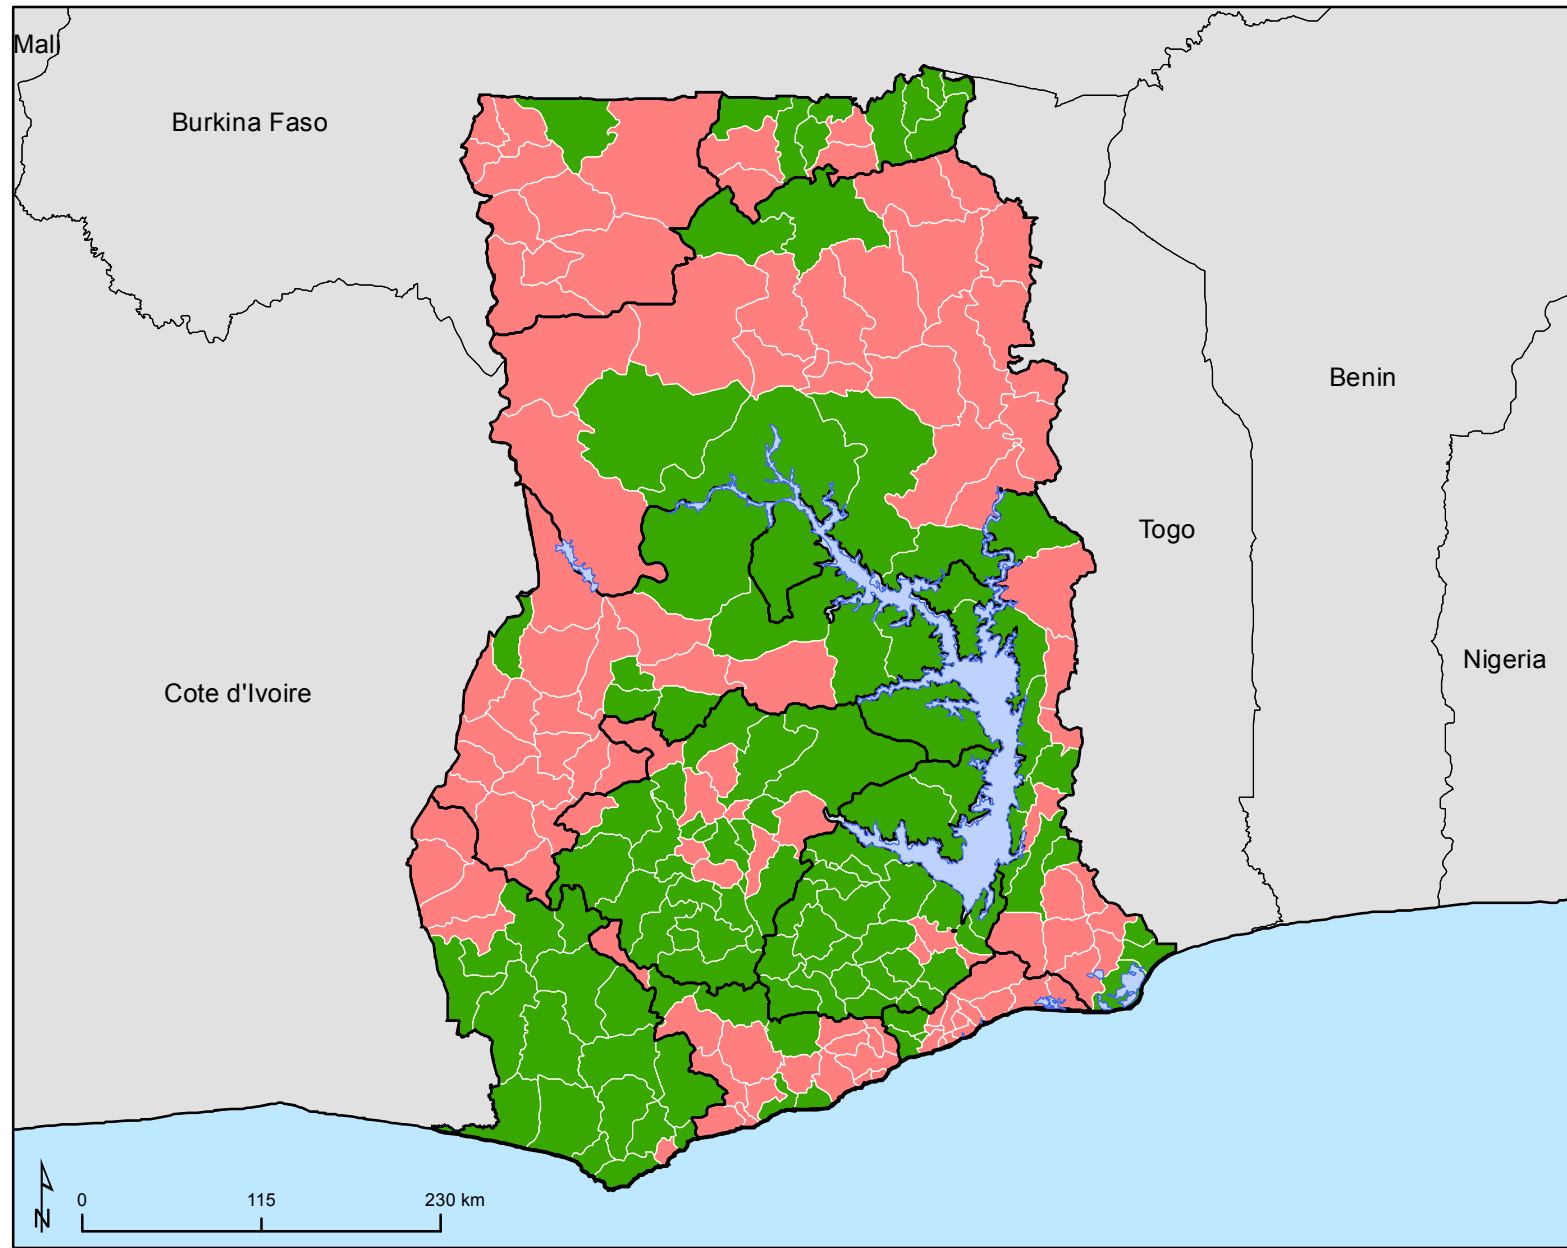 Mali
Burkina Faso
Benin
Togo
Nigeria
Cote d'Ivoire
N
0 115 230 km